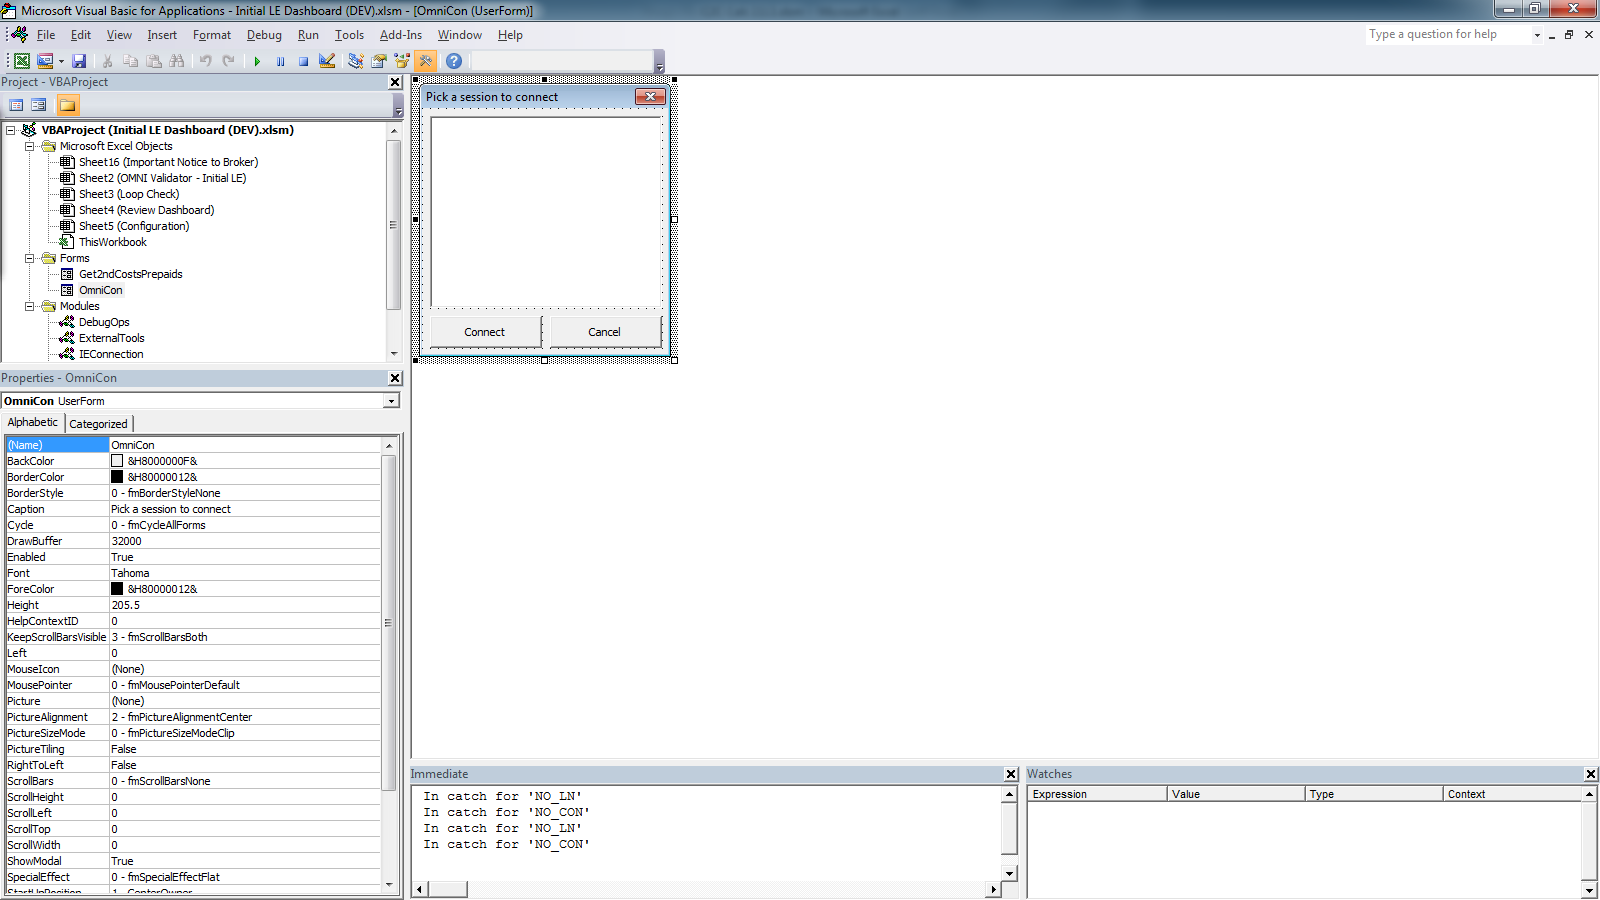 Microsoft Visual Basic for Applications - Initial LE Dashboard (DEV).xlsm - [OmniCon (UserForm)]
File Edit View Insert Format Debug Run Tools Add-Ins Window Help
Type a question for help
Project - VBAProject
VBAProject (Initial LE Dashboard (DEV).xlsm)
Microsoft Excel Objects
Sheet16 (Important Notice to Broker)
Sheet2 (OMNI Validator - Initial LE)
Sheet3 (Loop Check)
Sheet4 (Review Dashboard)
Sheet5 (Configuration)
ThisWorkbook
Forms
Get2ndCostsPrepaids
OmniCon
Modules
DebugOps
ExternalTools
IEConnection
Properties - OmniCon
OmniCon UserForm
Alphabetic Categorized
(Name) OmniCon
BackColor &H8000000F&
BorderColor &H80000012&
BorderStyle 0 - fmBorderStyleNone
Caption Pick a session to connect
Cycle 0 - fmCycleAllForms
DrawBuffer 32000
Enabled True
Font Tahoma
ForeColor &H80000012&
Height 205.5
HelpContextID 0
KeepScrollBarsVisible 3 - fmScrollBarsBoth
Left 0
MouseIcon (None)
MousePointer 0 - fmMousePointerDefault
Picture (None)
PictureAlignment 2 - fmPictureAlignmentCenter
PictureSizeMode 0 - fmPictureSizeModeClip
PictureTiling False
RightToLeft False
ScrollBars 0 - fmScrollBarsNone
ScrollHeight 0
ScrollLeft 0
ScrollTop 0
ScrollWidth 0
ShowModal True
SpecialEffect 0 - fmSpecialEffectFlat
StartUpPosition 1 - CenterOwner
Pick a session to connect
Connect Cancel
Immediate
In catch for 'NO_LN'
In catch for 'NO_CON'
In catch for 'NO_LN'
In catch for 'NO_CON'
Watches
Expression Value Type Context